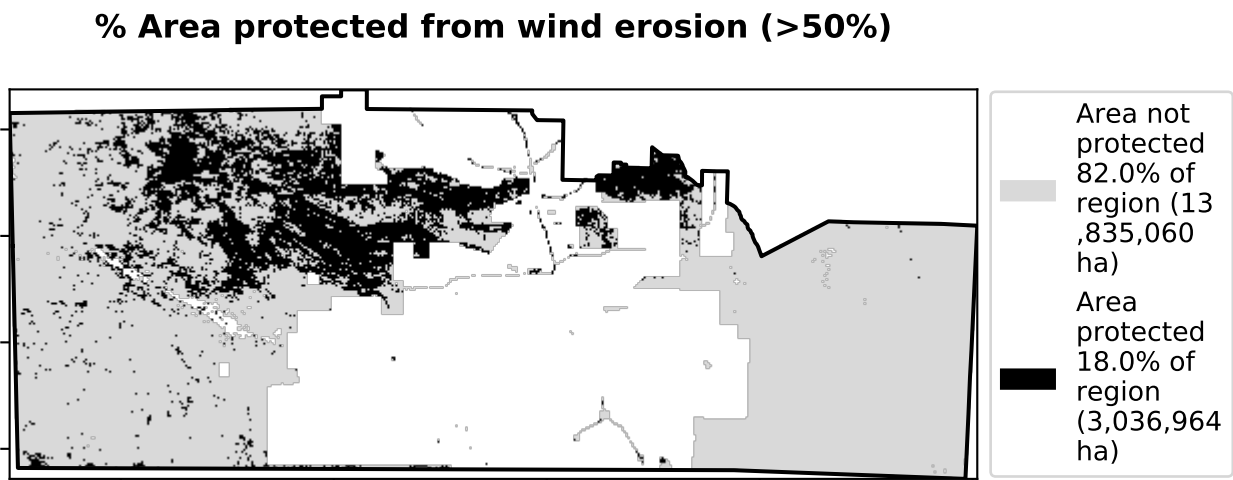 % Area protected from wind erosion (>50%)
Area not
protected
82.0% of
region (13
,835,060
ha)
Area
protected
18.0% of
region
(3,036,964
ha)